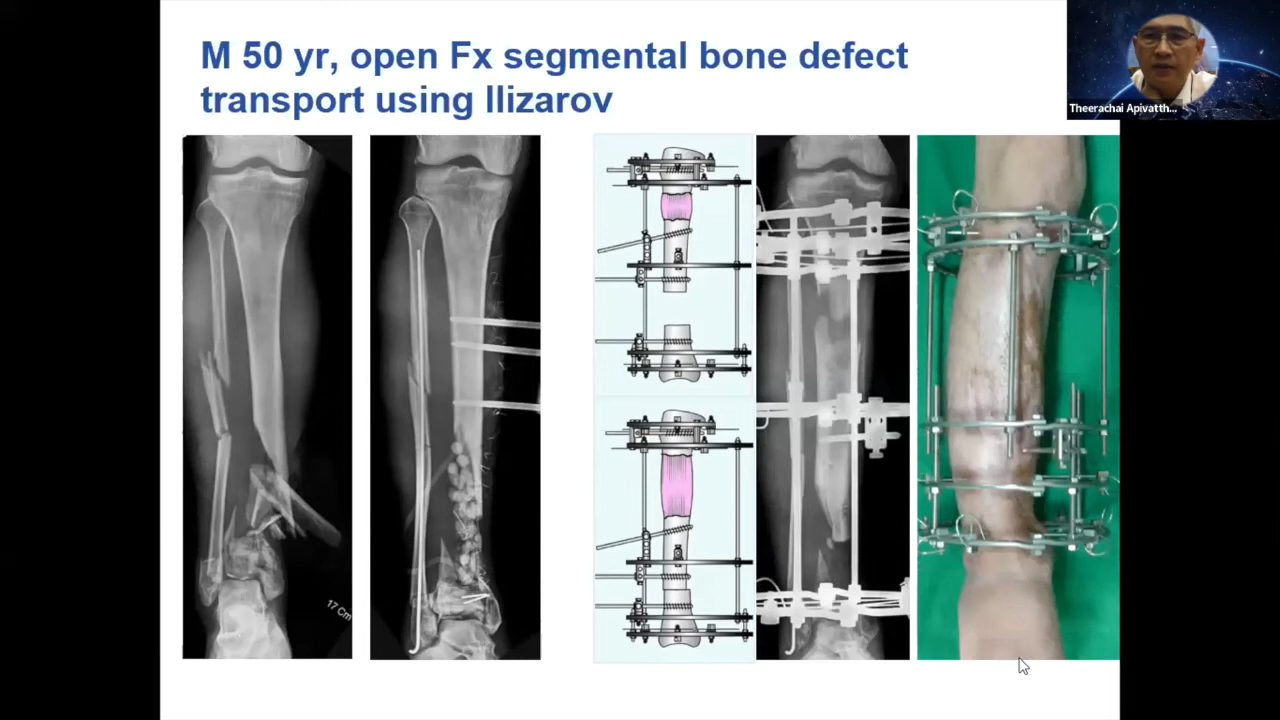 M 50 yr, open Fx segmental bone defect
transport using Ilizarov
Theerachai Apivatth...
17 Cm